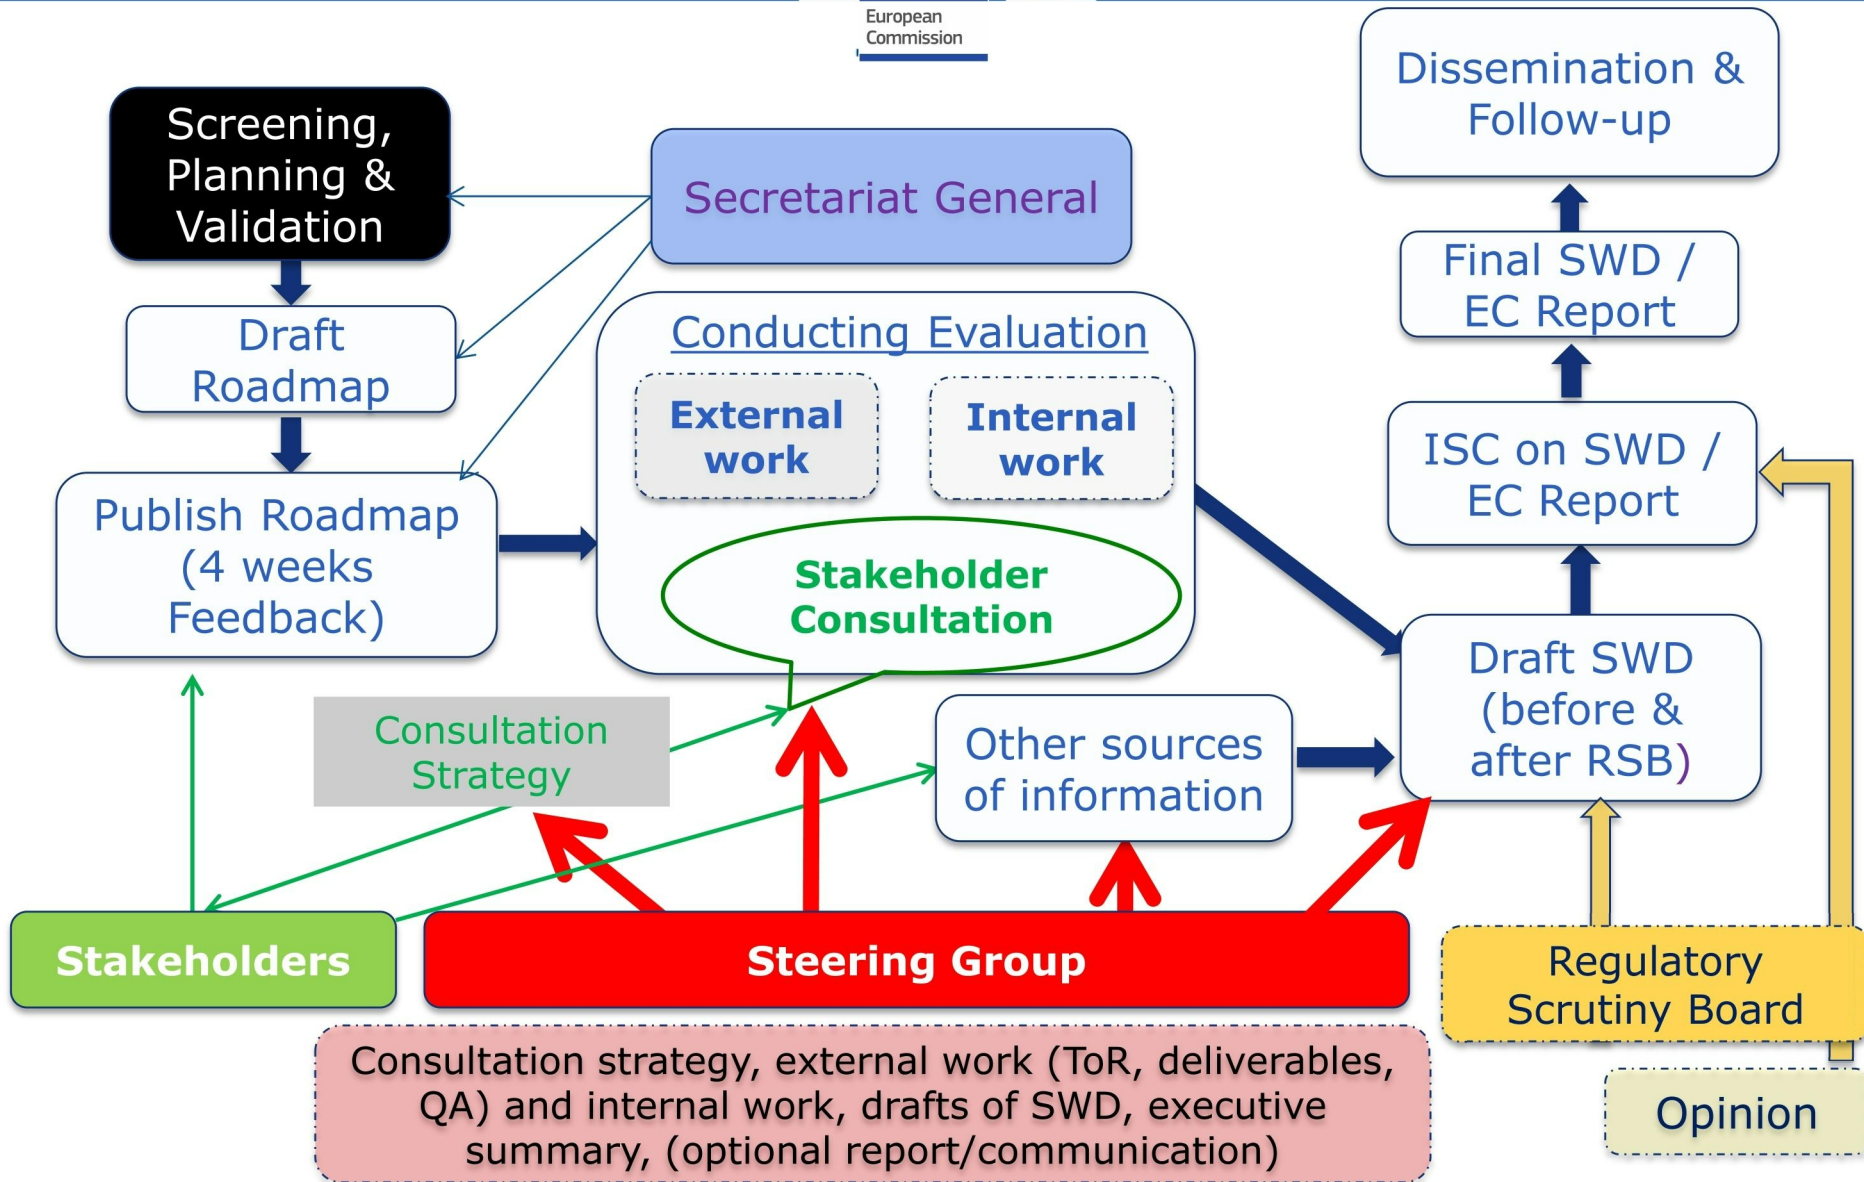 European
Commission
Screening,
Planning &
Validation
Secretariat General
Dissemination &
Follow-up
Draft
Roadmap
Final SWD /
EC Report
Conducting Evaluation
External
work
Internal
work
ISC on SWD /
EC Report
Publish Roadmap
(4 weeks
Feedback)
Stakeholder
Consultation
Draft SWD
(before &
after RSB)
Consultation
Strategy
Other sources
of information
Stakeholders
Steering Group
Regulatory
Scrutiny Board
Consultation strategy, external work (ToR, deliverables,
QA) and internal work, drafts of SWD, executive
summary, (optional report/communication)
Opinion